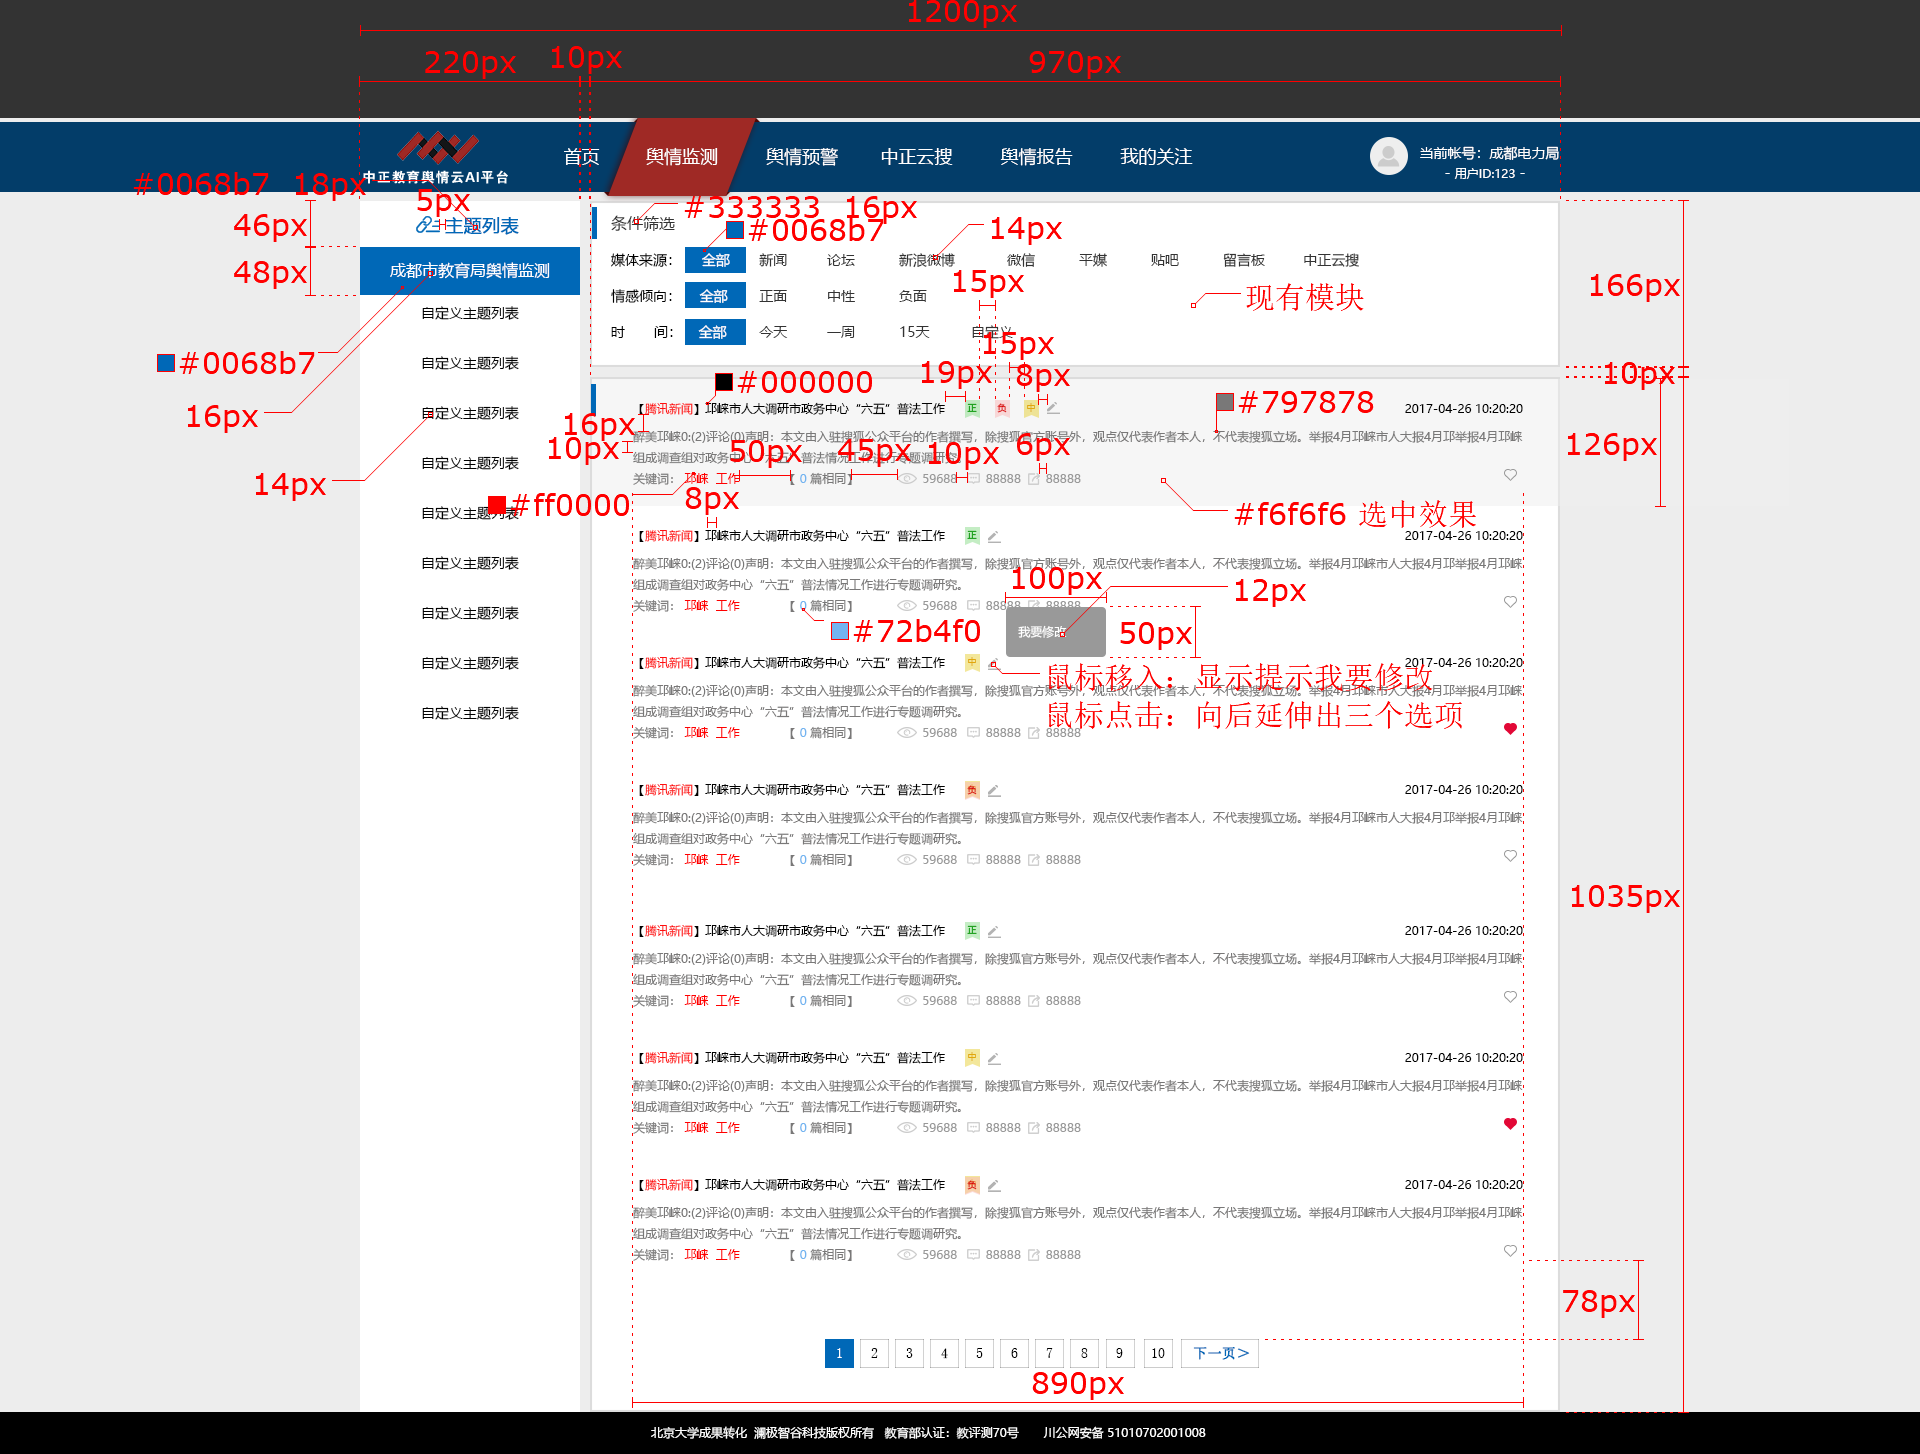 1200px
220px 10px 970px
首页 舆情监测 舆情预警 中正云搜 舆情报告 我的关注
当前帐号：成都电力局
- 用户ID:123 -
中正教育舆情云AI平台
#0068b7 18px
5px
46px
主题列表
48px
成都市教育局舆情监测
自定义主题列表
#0068b7
自定义主题列表
16px
自定义主题列表
自定义主题列表
14px
自定义主题列表
自定义主题列表
自定义主题列表
自定义主题列表
自定义主题列表
条件筛选
#333333 16px
#0068b7
14px
媒体来源： 全部 新闻 论坛 新浪微博 微信 平媒 贴吧 留言板 中正云搜
15px
情感倾向： 全部 正面 中性 负面
现有模块
166px
时 间： 全部 今天 一周 15天 自定义
15px
10px
#000000
19px
8px
#797878
【腾讯新闻】邛崃市人大调研市政务中心“六五”普法工作 正 负 中 2017-04-26 10:20:20
16px
10px
醉美邛崃0:(2)评论(0)声明：本文由入驻搜狐公众平台的作者撰写，除搜狐官方账号外，观点仅代表作者本人，不代表搜狐立场。举报4月邛崃市人大报4月邛举报4月邛崃
组成调查组对政务中心“六五”普法情况工作进行专题调研究。
50px 45px 10px 6px
126px
关键词： 邛崃 工作 【 0 篇相同】 59688 88888 88888
#ff0000
8px
#f6f6f6 选中效果
【腾讯新闻】邛崃市人大调研市政务中心“六五”普法工作 正 2017-04-26 10:20:20
醉美邛崃0:(2)评论(0)声明：本文由入驻搜狐公众平台的作者撰写，除搜狐官方账号外，观点仅代表作者本人，不代表搜狐立场。举报4月邛崃市人大报4月邛举报4月邛崃
组成调查组对政务中心“六五”普法情况工作进行专题调研究。
100px
12px
关键词： 邛崃 工作 【 0 篇相同】 59688 88888 88888
#72b4f0
我要修改
50px
【腾讯新闻】邛崃市人大调研市政务中心“六五”普法工作 中 2017-04-26 10:20:20
鼠标移入：显示提示我要修改
醉美邛崃0:(2)评论(0)声明：本文由入驻搜狐公众平台的作者撰写，除搜狐官方账号外，观点仅代表作者本人，不代表搜狐立场。举报4月邛崃市人大报4月邛举报4月邛崃
组成调查组对政务中心“六五”普法情况工作进行专题调研究。
鼠标点击：向后延伸出三个选项
关键词： 邛崃 工作 【 0 篇相同】 59688 88888 88888
【腾讯新闻】邛崃市人大调研市政务中心“六五”普法工作 负 2017-04-26 10:20:20
醉美邛崃0:(2)评论(0)声明：本文由入驻搜狐公众平台的作者撰写，除搜狐官方账号外，观点仅代表作者本人，不代表搜狐立场。举报4月邛崃市人大报4月邛举报4月邛崃
组成调查组对政务中心“六五”普法情况工作进行专题调研究。
关键词： 邛崃 工作 【 0 篇相同】 59688 88888 88888
1035px
【腾讯新闻】邛崃市人大调研市政务中心“六五”普法工作 正 2017-04-26 10:20:20
醉美邛崃0:(2)评论(0)声明：本文由入驻搜狐公众平台的作者撰写，除搜狐官方账号外，观点仅代表作者本人，不代表搜狐立场。举报4月邛崃市人大报4月邛举报4月邛崃
组成调查组对政务中心“六五”普法情况工作进行专题调研究。
关键词： 邛崃 工作 【 0 篇相同】 59688 88888 88888
【腾讯新闻】邛崃市人大调研市政务中心“六五”普法工作 中 2017-04-26 10:20:20
醉美邛崃0:(2)评论(0)声明：本文由入驻搜狐公众平台的作者撰写，除搜狐官方账号外，观点仅代表作者本人，不代表搜狐立场。举报4月邛崃市人大报4月邛举报4月邛崃
组成调查组对政务中心“六五”普法情况工作进行专题调研究。
关键词： 邛崃 工作 【 0 篇相同】 59688 88888 88888
【腾讯新闻】邛崃市人大调研市政务中心“六五”普法工作 负 2017-04-26 10:20:20
醉美邛崃0:(2)评论(0)声明：本文由入驻搜狐公众平台的作者撰写，除搜狐官方账号外，观点仅代表作者本人，不代表搜狐立场。举报4月邛崃市人大报4月邛举报4月邛崃
组成调查组对政务中心“六五”普法情况工作进行专题调研究。
关键词： 邛崃 工作 【 0 篇相同】 59688 88888 88888
78px
1 2 3 4 5 6 7 8 9 10 下一页>
890px
北京大学成果转化 澜极智谷科技版权所有 教育部认证：教评测70号 川公网安备 51010702001008